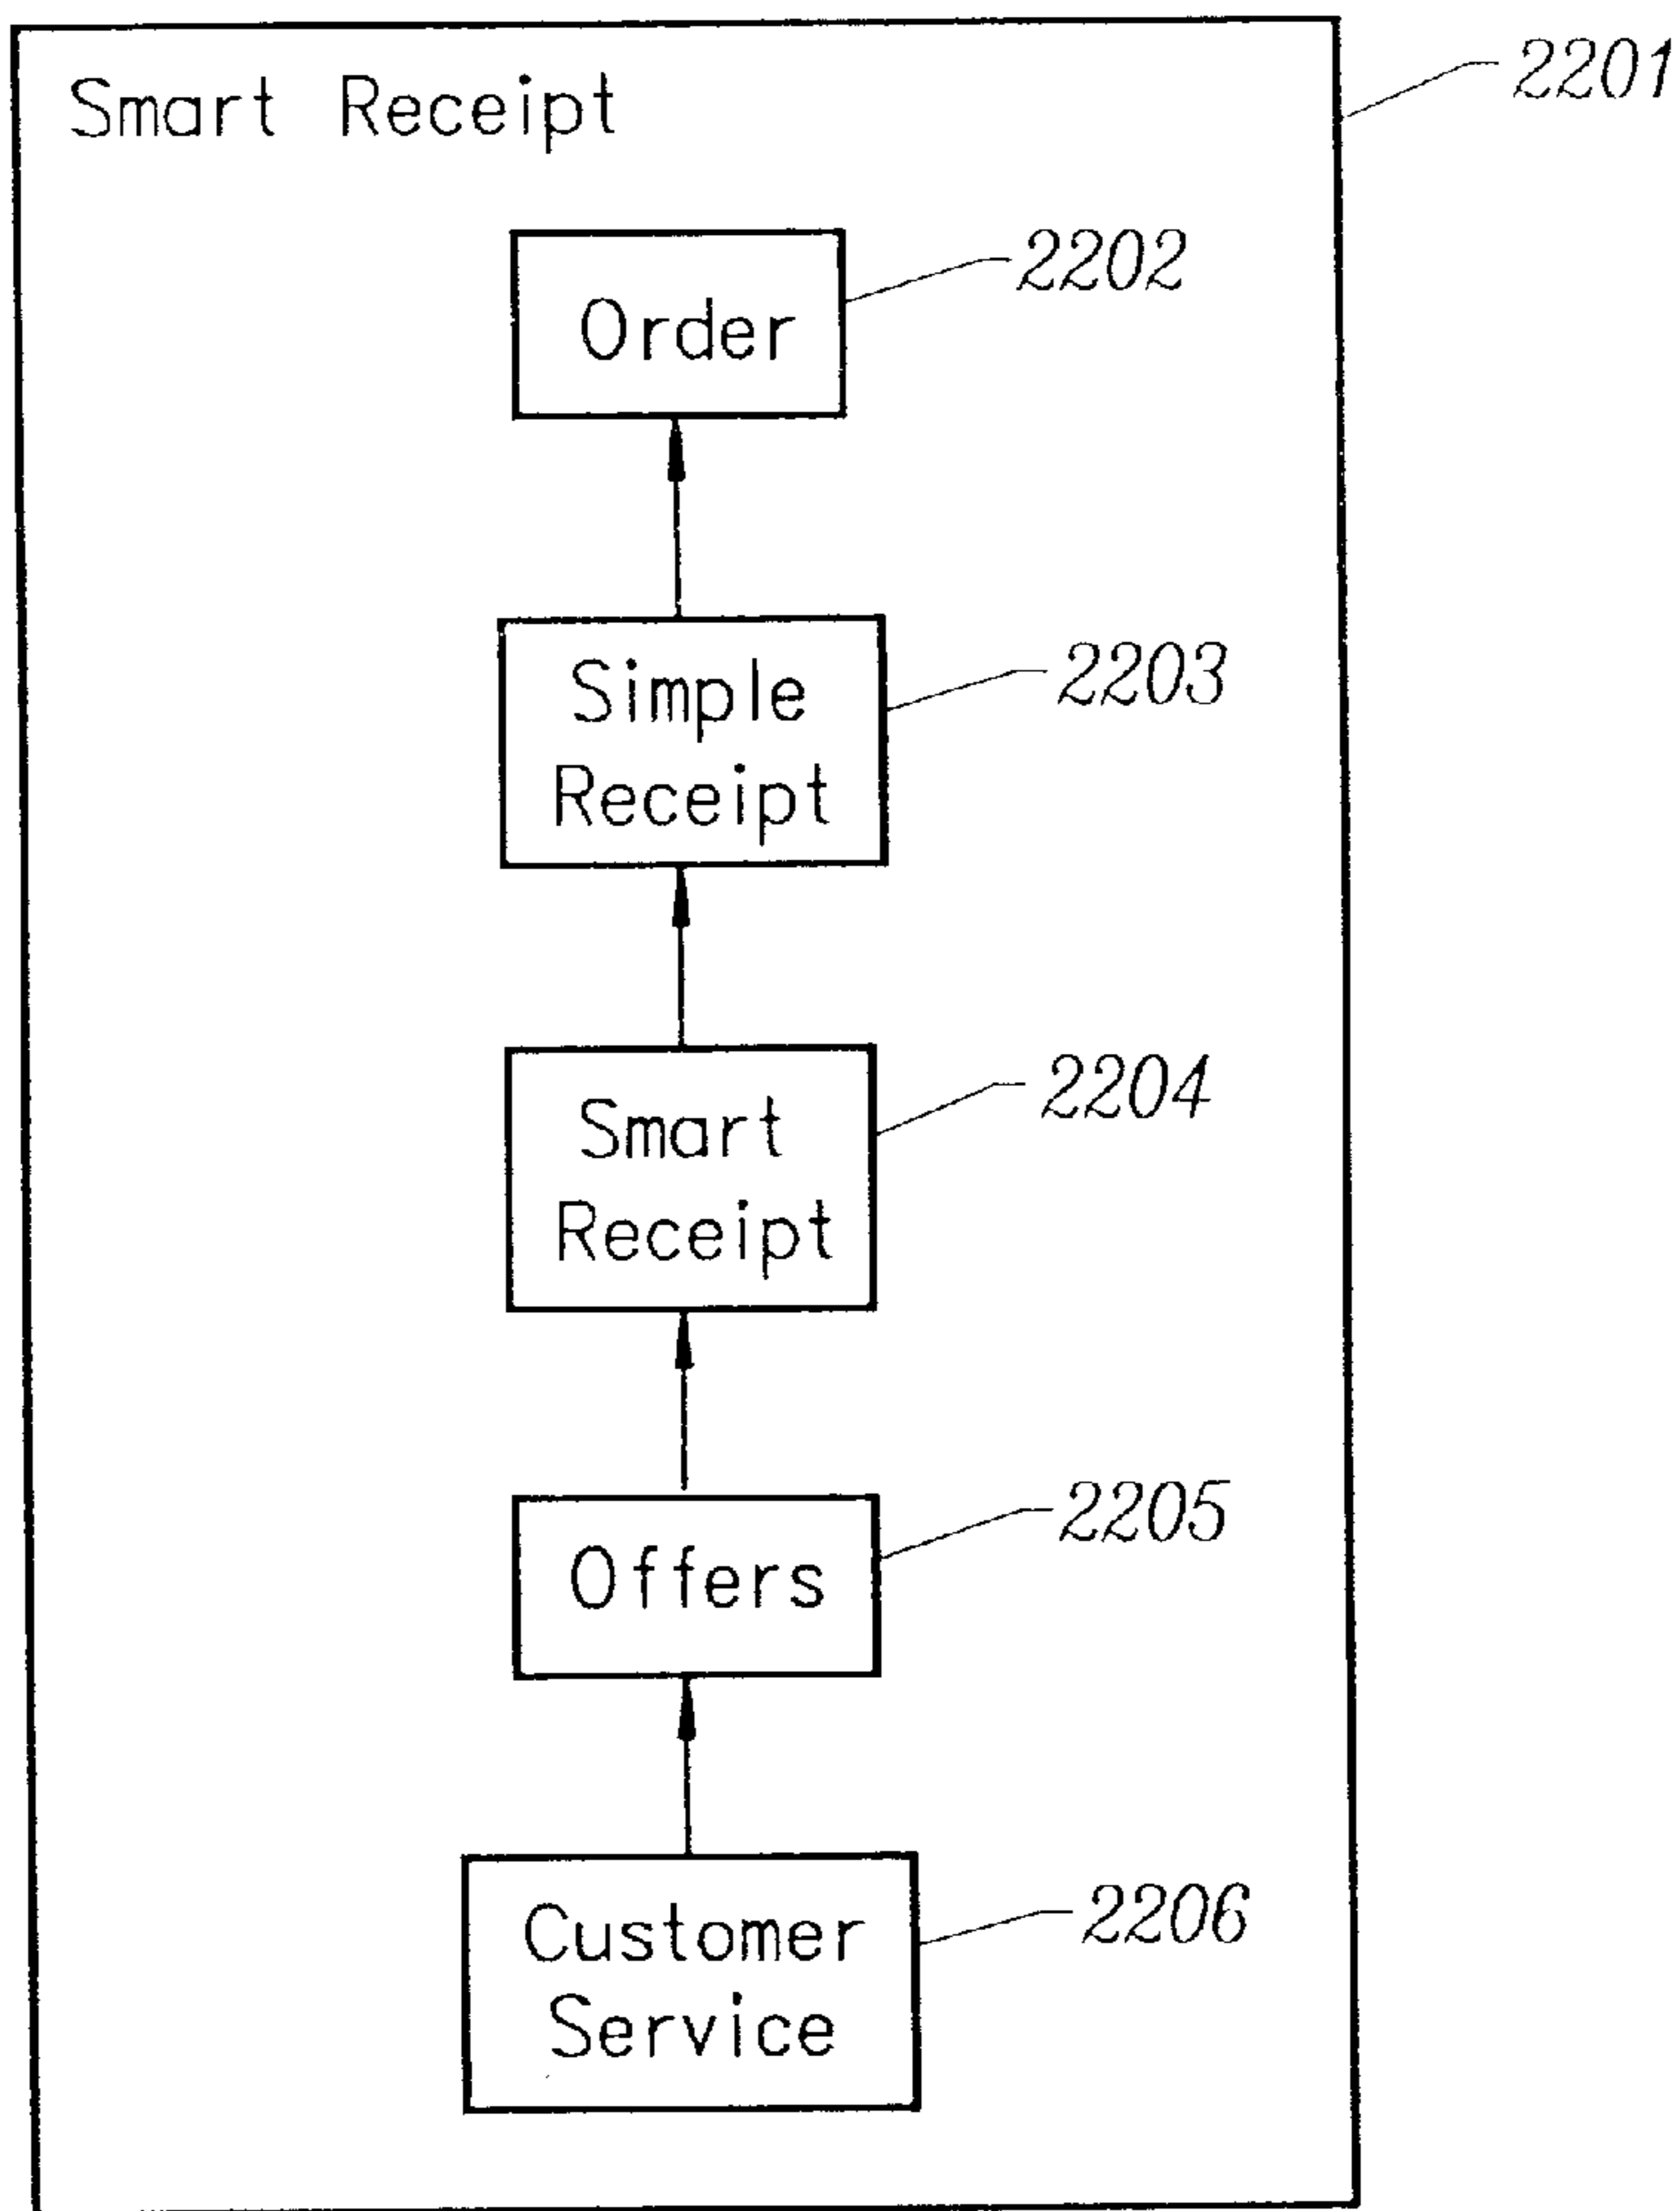 Smart Receipt
2201
Order
2202
Simple
Receipt
2203
Smart
Receipt
2204
Offers
2205
Customer
Service
2206